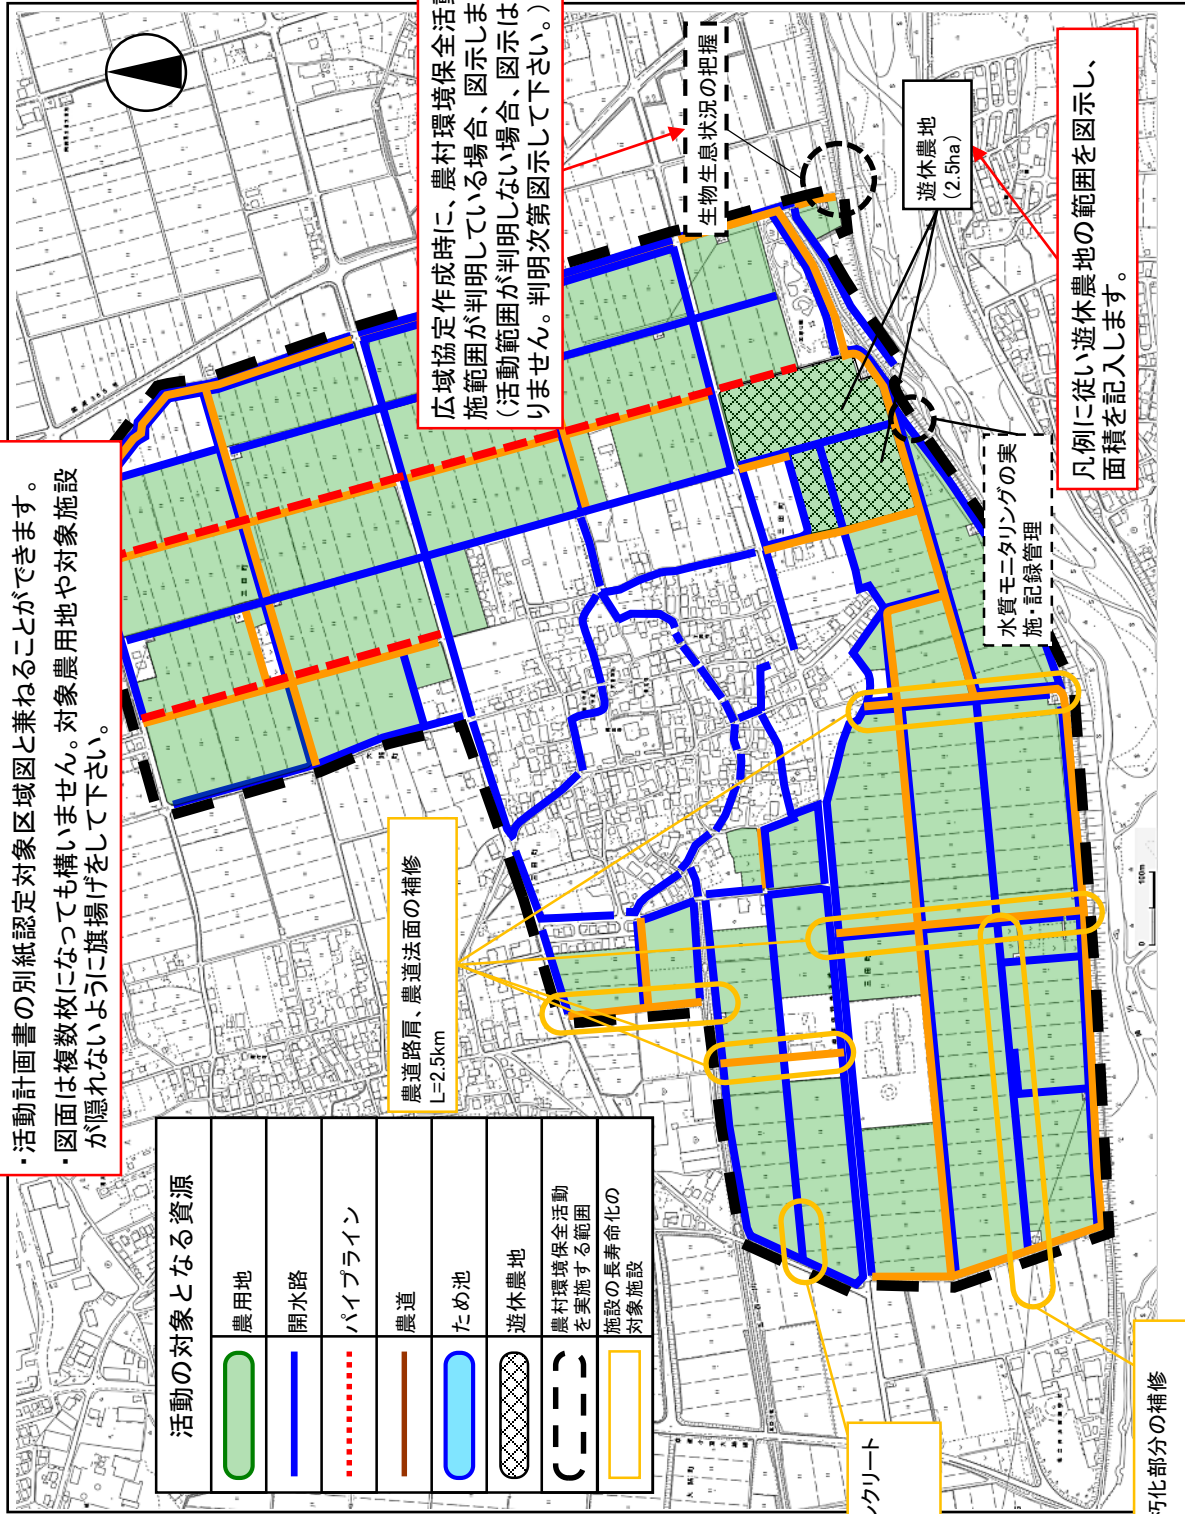 ・活動計画書の別紙認定対象区域図と兼ねることができます。
・図面は複数枚になっても構いません。対象農用地や対象施設
が隠れないように旗揚げをして下さい。
広域協定作成時に、農村環境保全活動
施範囲が判明している場合、図示しま
(活動範囲が判明しない場合、図示は
りません。判明次第図示して下さい。)
生物生息状況の把握
遊休農地
(2.5ha)
凡例に従い遊休農地の範囲を図示し、
面積を記入します。
水質モニタリングの実
施・記録管理
農道路肩、農道法面の補修
L=2.5km
活動の対象となる資源
農用地
開水路
パイプライン
農道
ため池
遊休農地
農村環境保全活動
を実施する範囲
施設の長寿命化の
対象施設
ンクリート
朽化部分の補修
0 100m